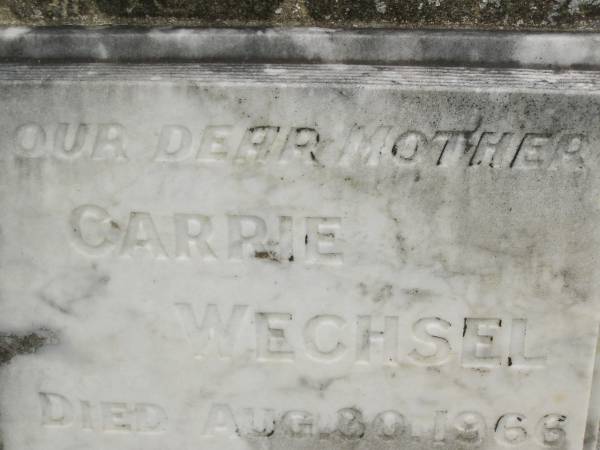 OUR DEAR MOTHER
CARRIE
WECHSEL
DIED AUG. 30. 1966